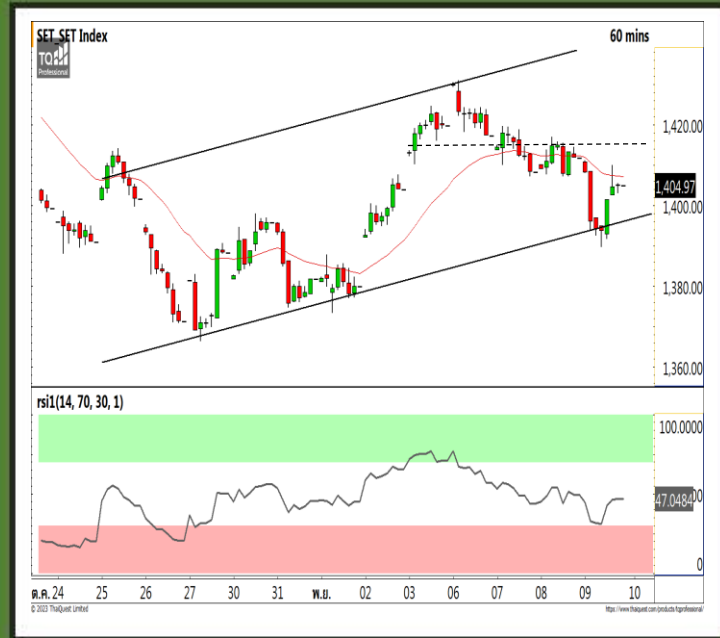 SET_SET Index
60 mins
TQ
Professional
1,420.00
1,404.97
1,400.00
1,380.00
1,360.00
rsi1(14, 70, 30, 1)
100.0000
47.0484
0
ต.ค. 24 25 26 27 30 31 พ.ย. 02 03 06 07 08 09 10
© 2023 ThaiQuest Limited
https://www.thaiquest.com/products/tqprofessional/